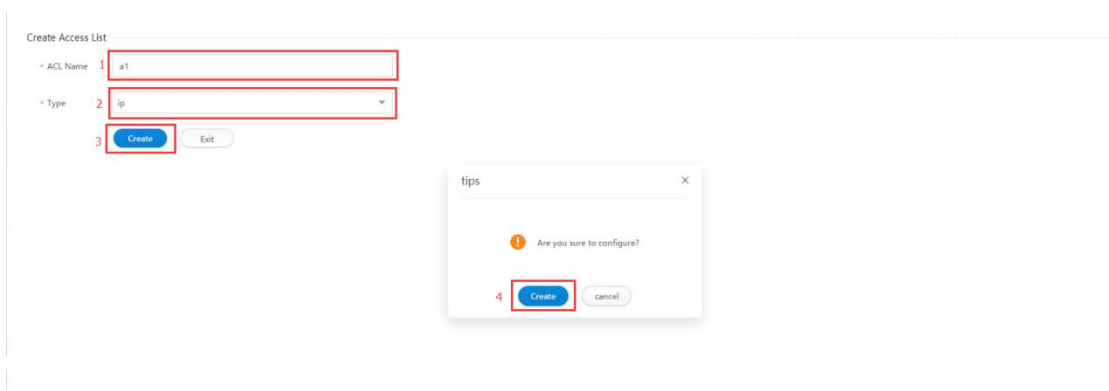 Create Access List
* ACL Name 1 a1
* Type 2 ip
3 Create Exit
tips ×
! Are you sure to configure?
4 Create cancel